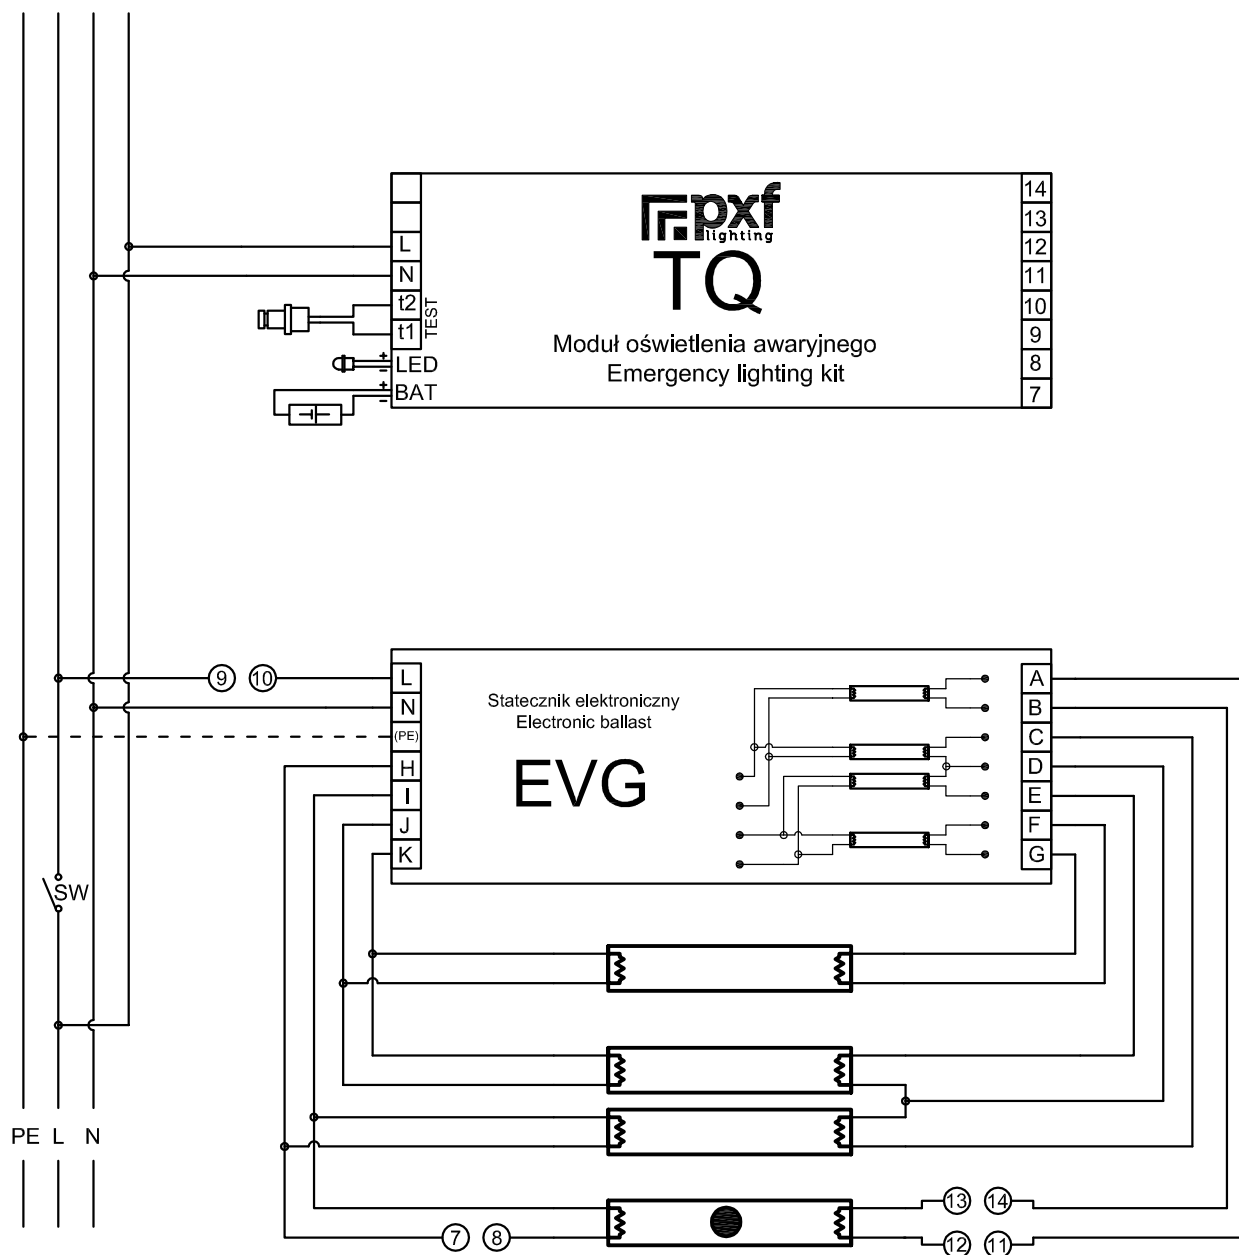 pxf
lighting
TQ
Moduł oświetlenia awaryjnego
Emergency lighting kit
L
N
t2
t1
TEST
+
-
LED
+
-
BAT
14
13
12
11
10
9
8
7
9 10
L
N
(PE)
H
I
J
K
Statecznik elektroniczny
Electronic ballast
EVG
A
B
C
D
E
F
G
SW
PE L N
13 14
7 8
12 11